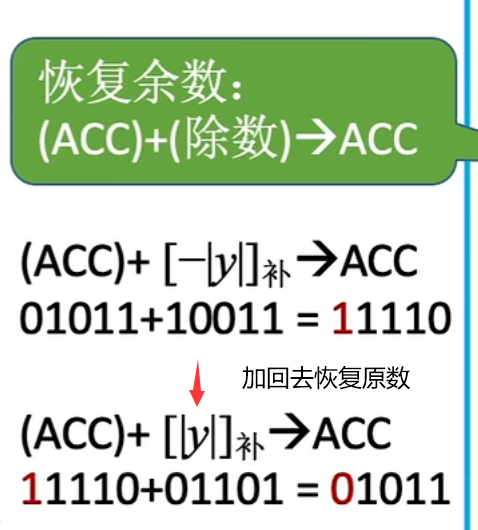 恢复余数：
(ACC)+(除数)→ACC
(ACC)+ [−|y|]补→ACC
01011+10011 = 11110
加回去恢复原数
(ACC)+ [|y|]补→ACC
11110+01101 = 01011